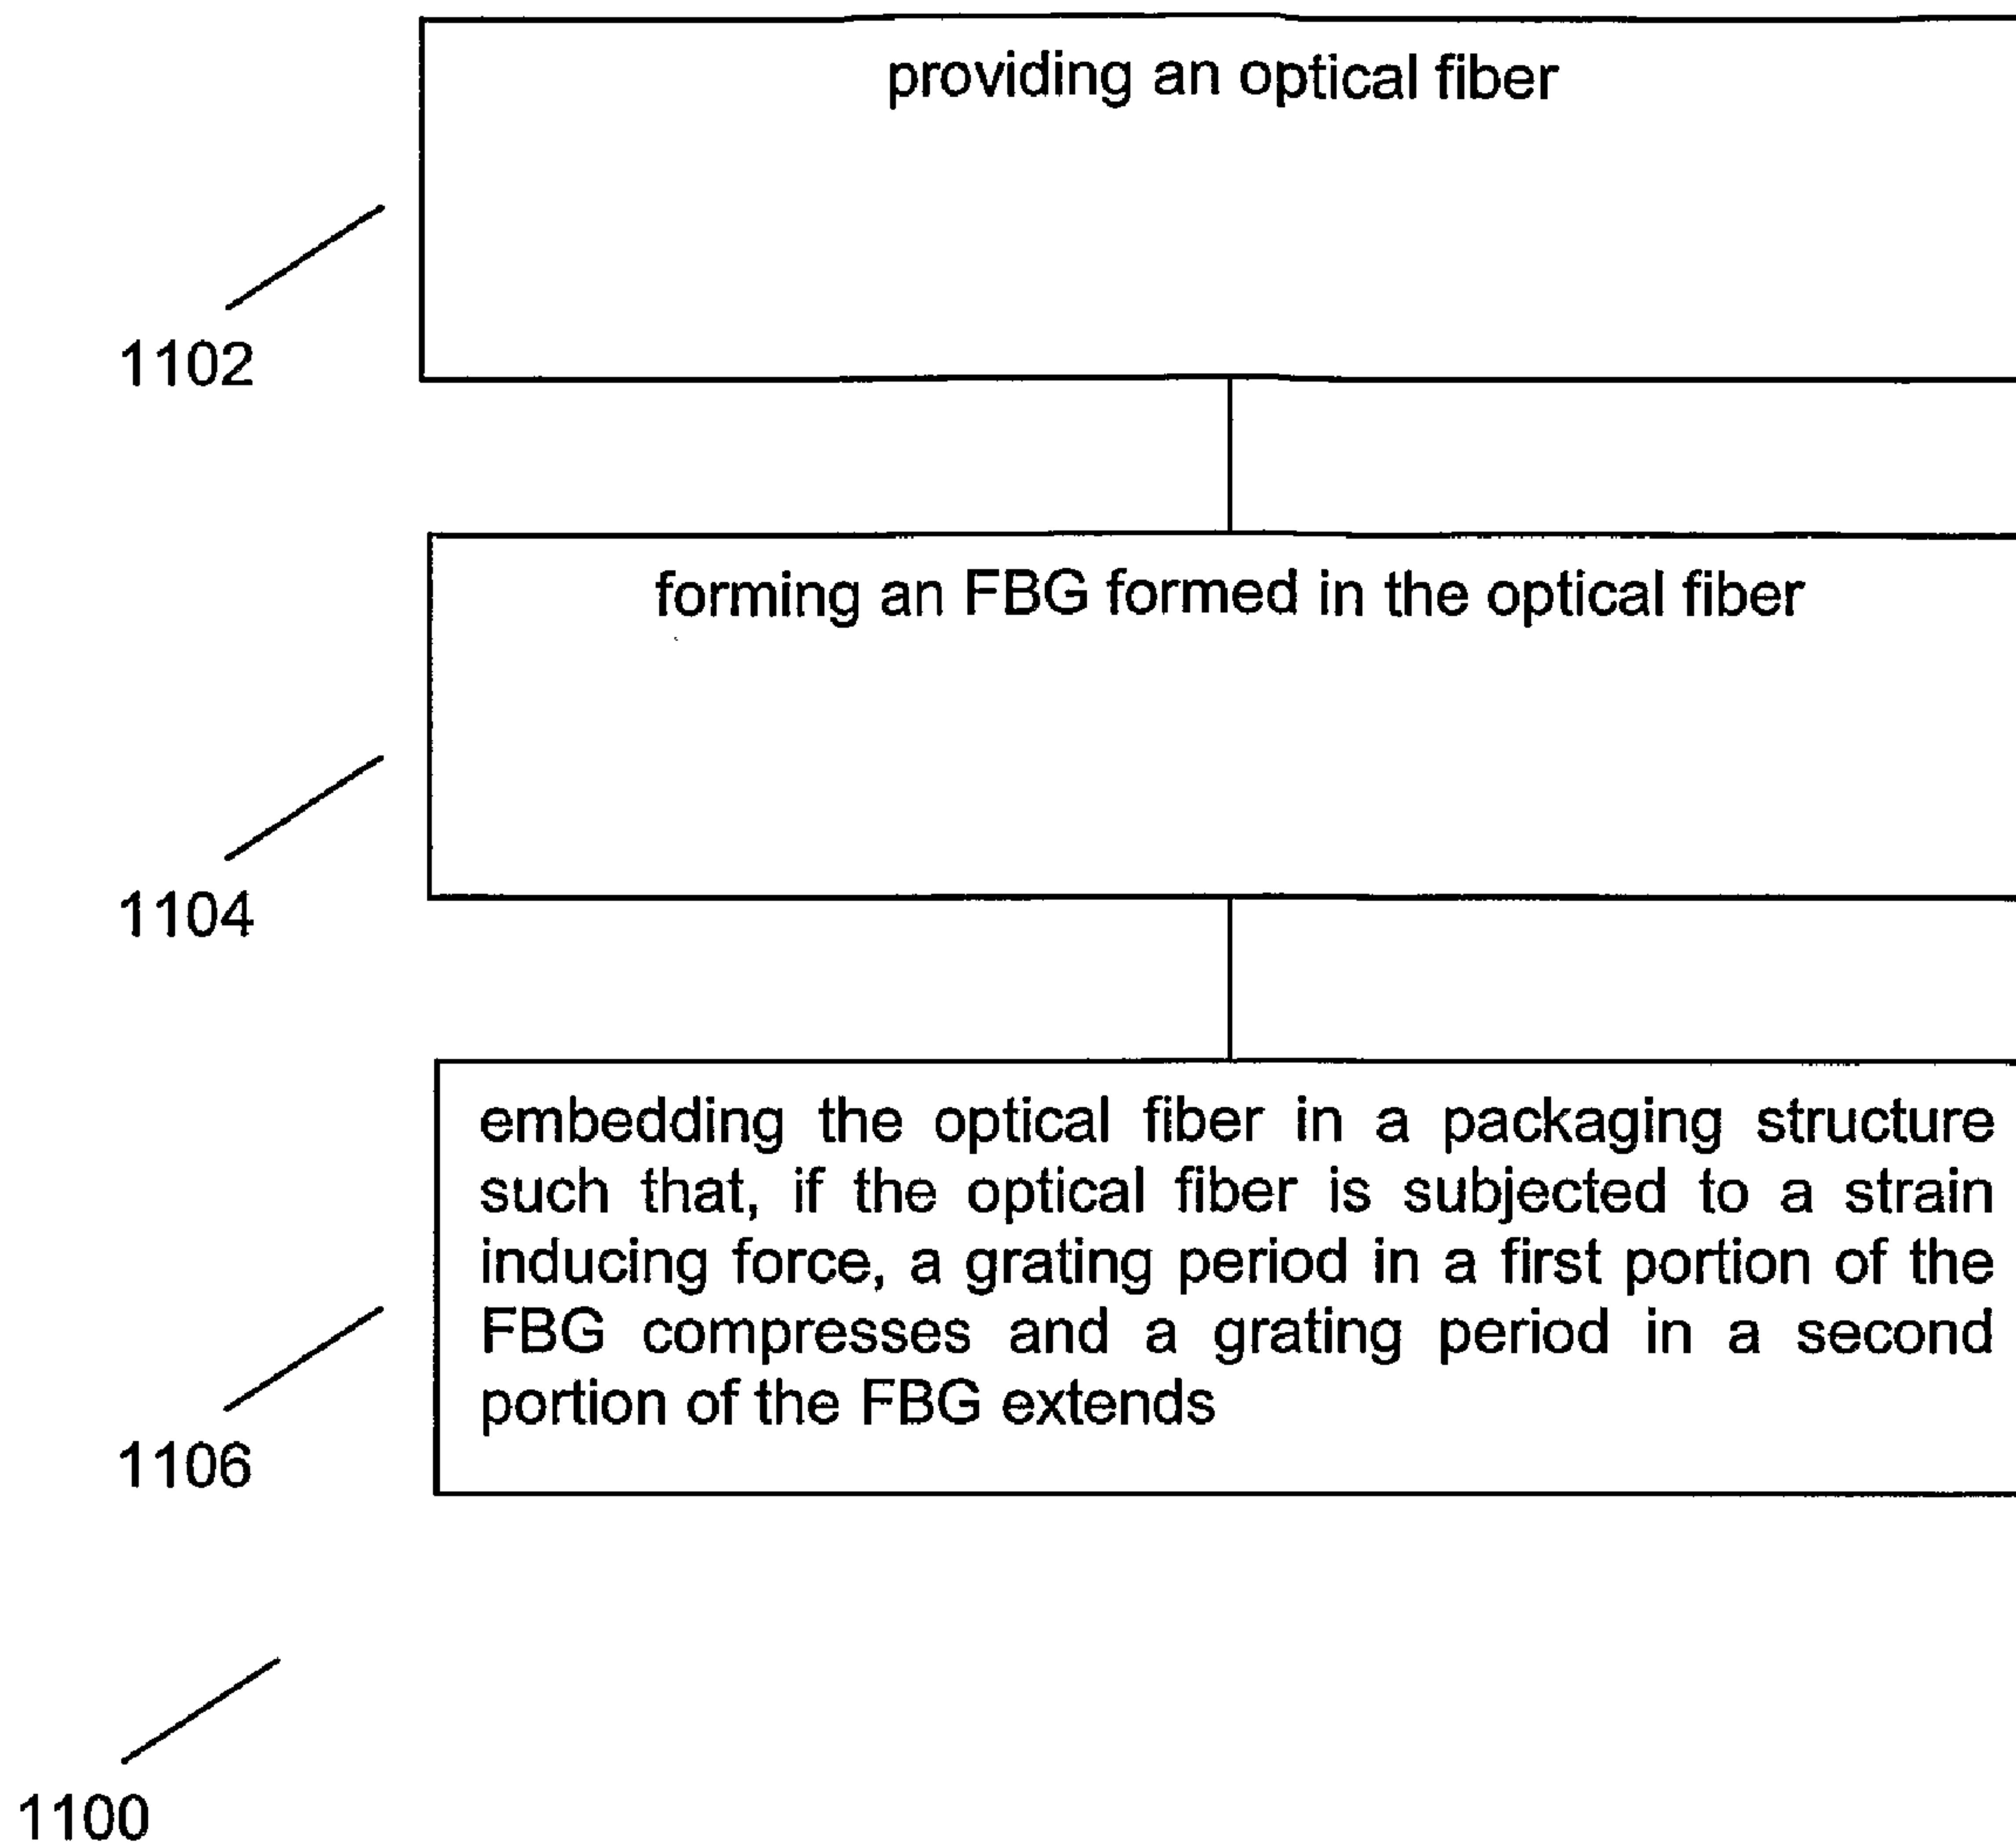 providing an optical fiber
1102
forming an FBG formed in the optical fiber
1104
embedding the optical fiber in a packaging structure
such that, if the optical fiber is subjected to a strain
inducing force, a grating period in a first portion of the
FBG compresses and a grating period in a second
portion of the FBG extends
1106
1100